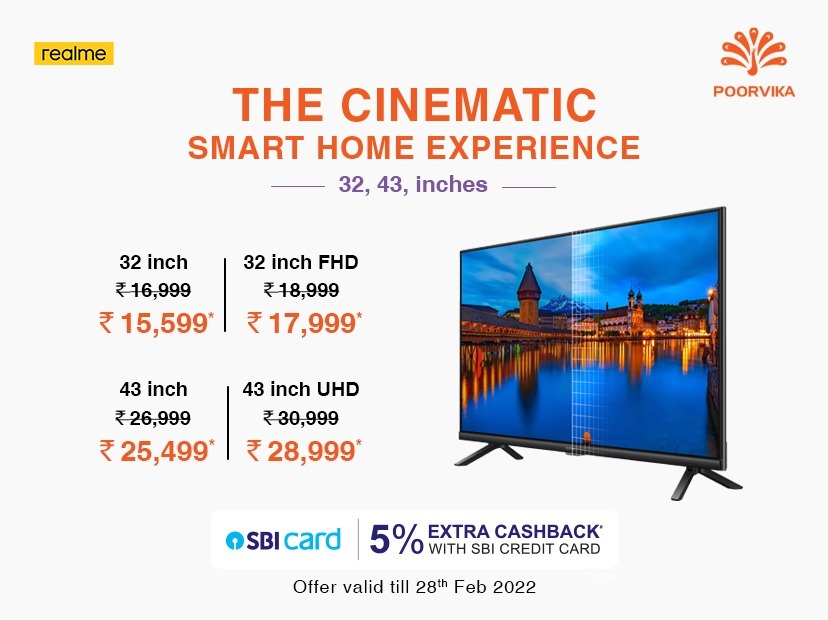 realme
POORVIKA
THE CINEMATIC
SMART HOME EXPERIENCE
32, 43, inches
32 inch
₹ 16,999
₹ 15,599*
32 inch FHD
₹ 18,999
₹ 17,999*
43 inch
₹ 26,999
₹ 25,499*
43 inch UHD
₹ 30,999
₹ 28,999*
SBI card
5% EXTRA CASHBACK*
WITH SBI CREDIT CARD
Offer valid till 28th Feb 2022